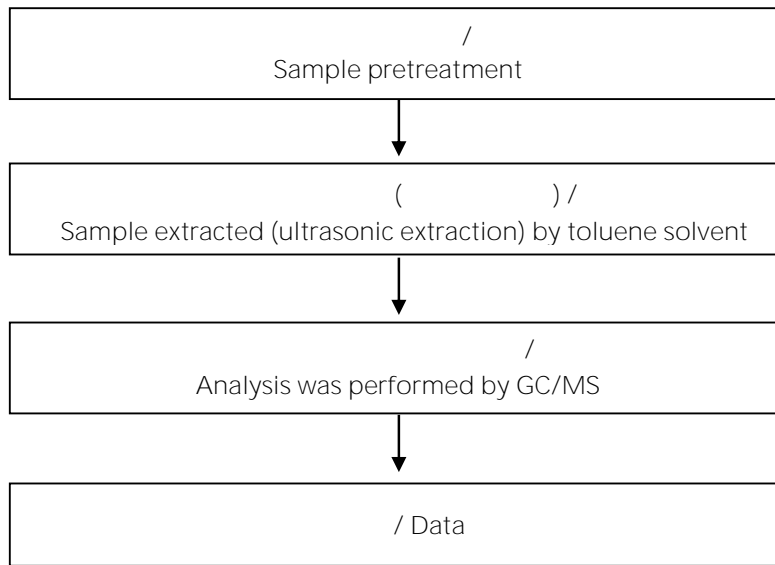 /
Sample pretreatment
( ) /
Sample extracted (ultrasonic extraction) by toluene solvent
/
Analysis was performed by GC/MS
/ Data